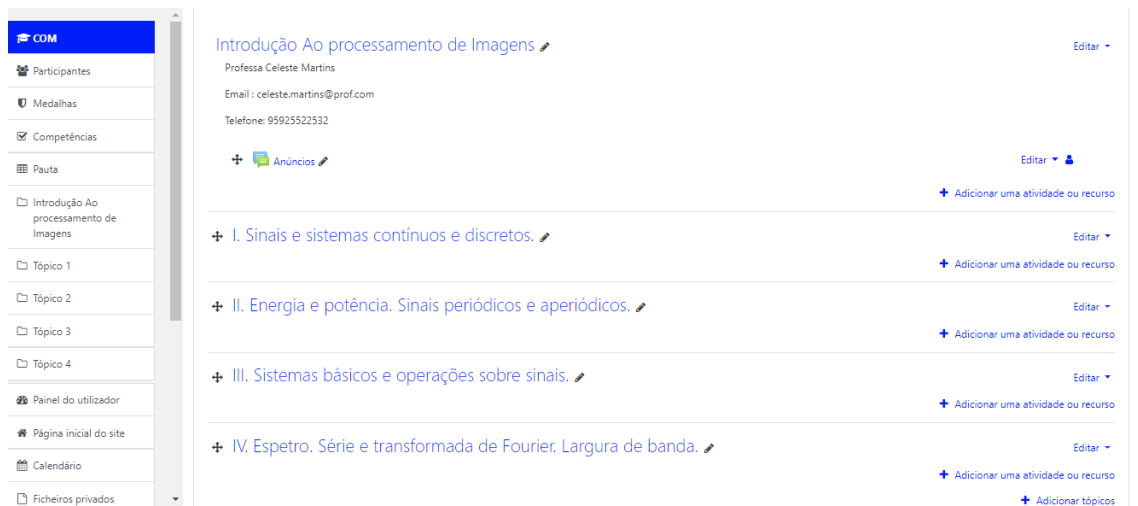 COM
Participantes
Medalhas
Competências
Pauta
Introdução Ao
processamento de
Imagens
Tópico 1
Tópico 2
Tópico 3
Tópico 4
Painel do utilizador
Página inicial do site
Calendário
Ficheiros privados
Introdução Ao processamento de Imagens
Editar
Professa Celeste Martins
Email : celeste.martins@prof.com
Telefone: 95925522532
Anúncios
Editar
Adicionar uma atividade ou recurso
I. Sinais e sistemas contínuos e discretos.
Editar
Adicionar uma atividade ou recurso
II. Energia e potência. Sinais periódicos e aperiódicos.
Editar
Adicionar uma atividade ou recurso
III. Sistemas básicos e operações sobre sinais.
Editar
Adicionar uma atividade ou recurso
IV. Espetro. Série e transformada de Fourier. Largura de banda.
Editar
Adicionar uma atividade ou recurso
Adicionar tópicos